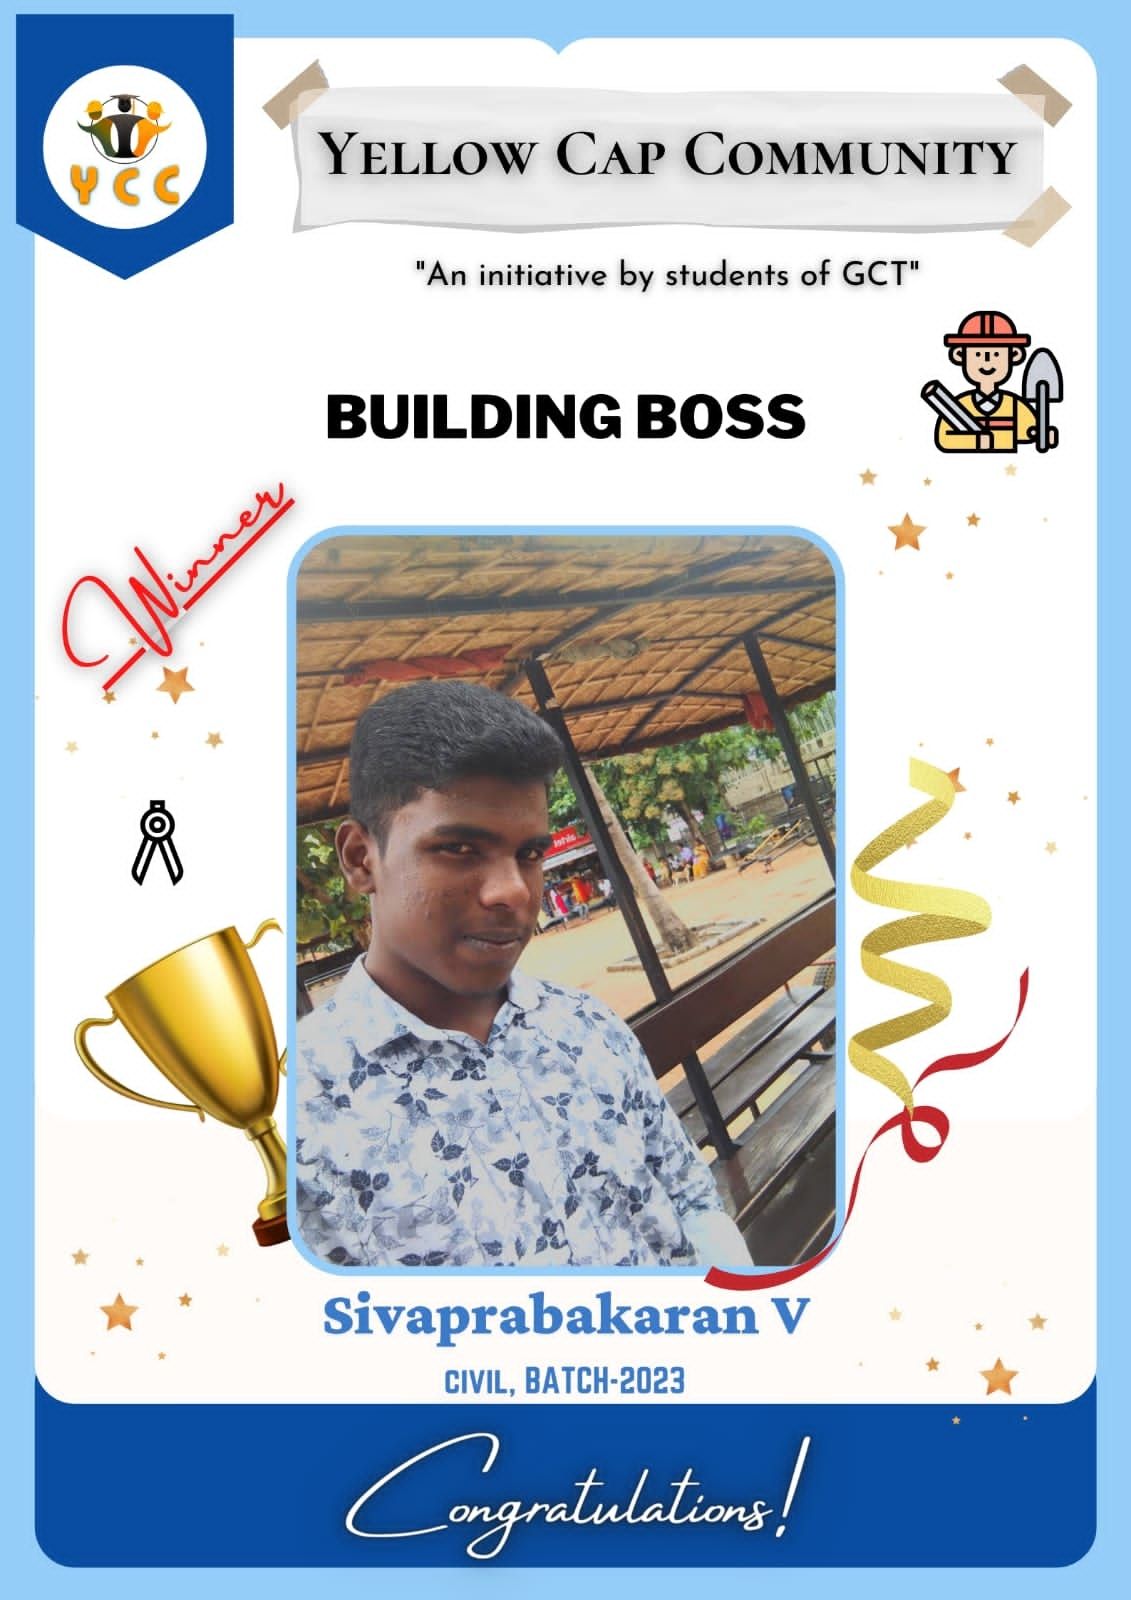 YCC
YELLOW CAP COMMUNITY
"An initiative by students of GCT"
BUILDING BOSS
Winner
Sivaprabakaran V
CIVIL, BATCH-2023
Congratulations!